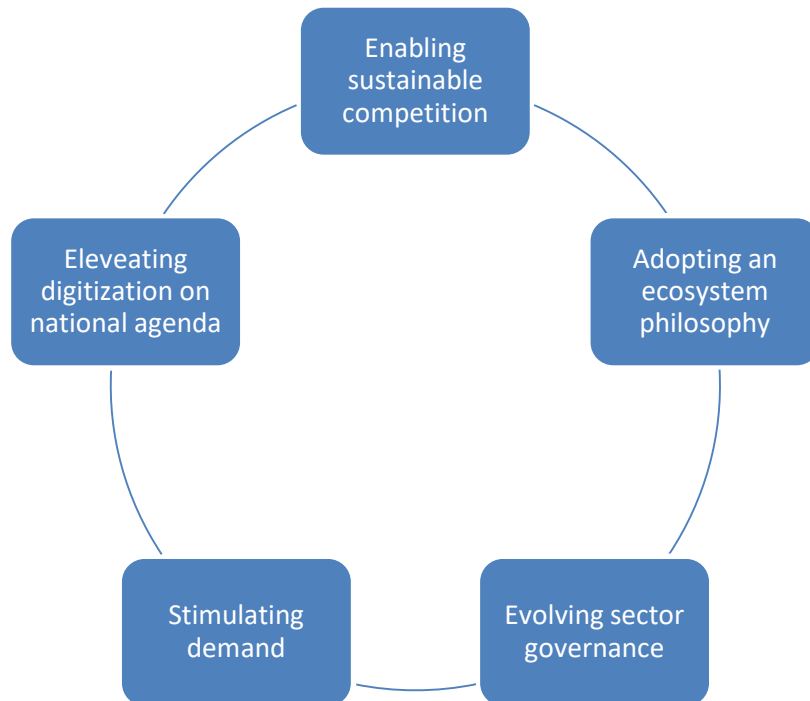 Enabling
sustainable
competition
Eleveating
digitization on
national agenda
Adopting an
ecosystem
philosophy
Stimulating
demand
Evolving sector
governance